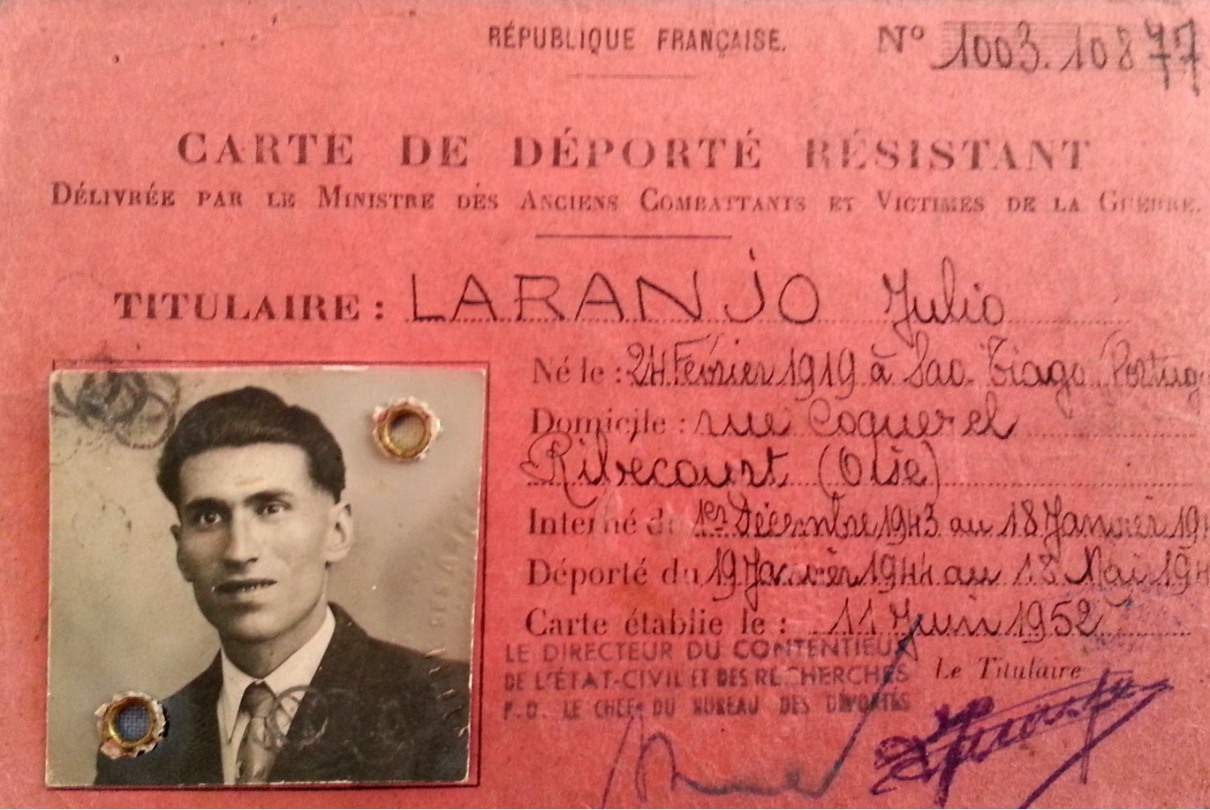 RÉPUBLIQUE FRANÇAISE. N° 1003.10877
CARTE DE DÉPORTÉ RÉSISTANT
DÉLIVRÉE PAR LE MINISTRE DES ANCIENS COMBATTANTS ET VICTIMES DE LA GUERRE.
TITULAIRE : LARANJO Julio
Né le : 24 Février 1919 à Sao. Tiago (Portug
Domicile : rue Coquerel
Ribecourt (Oise)
Interné du 1er Décembre 1943 au 18 Janvier 19
Déporté du 19 Janvier 1944 au 18 Mai 194
Carte établie le : 11 Juin 1952
LE DIRECTEUR DU CONTENTIEUX
DE L'ÉTAT-CIVIL ET DES RECHERCHES
P.O. LE CHEF DU BUREAU DES DÉPORTÉS
Le Titulaire